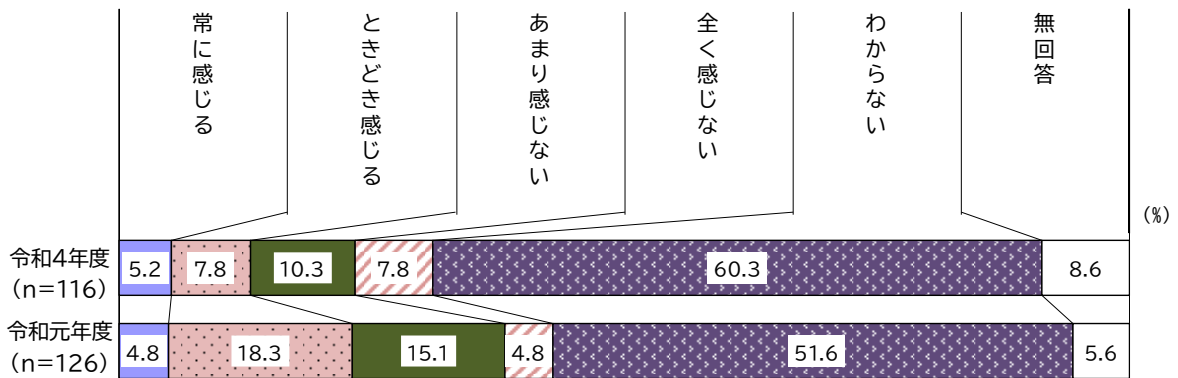 常に感じる
ときどき感じる
あまり感じない
全く感じない
わからない
無回答
(%)
令和4年度
(n=116)
5.2
7.8
10.3
7.8
60.3
8.6
令和元年度
(n=126)
4.8
18.3
15.1
4.8
51.6
5.6